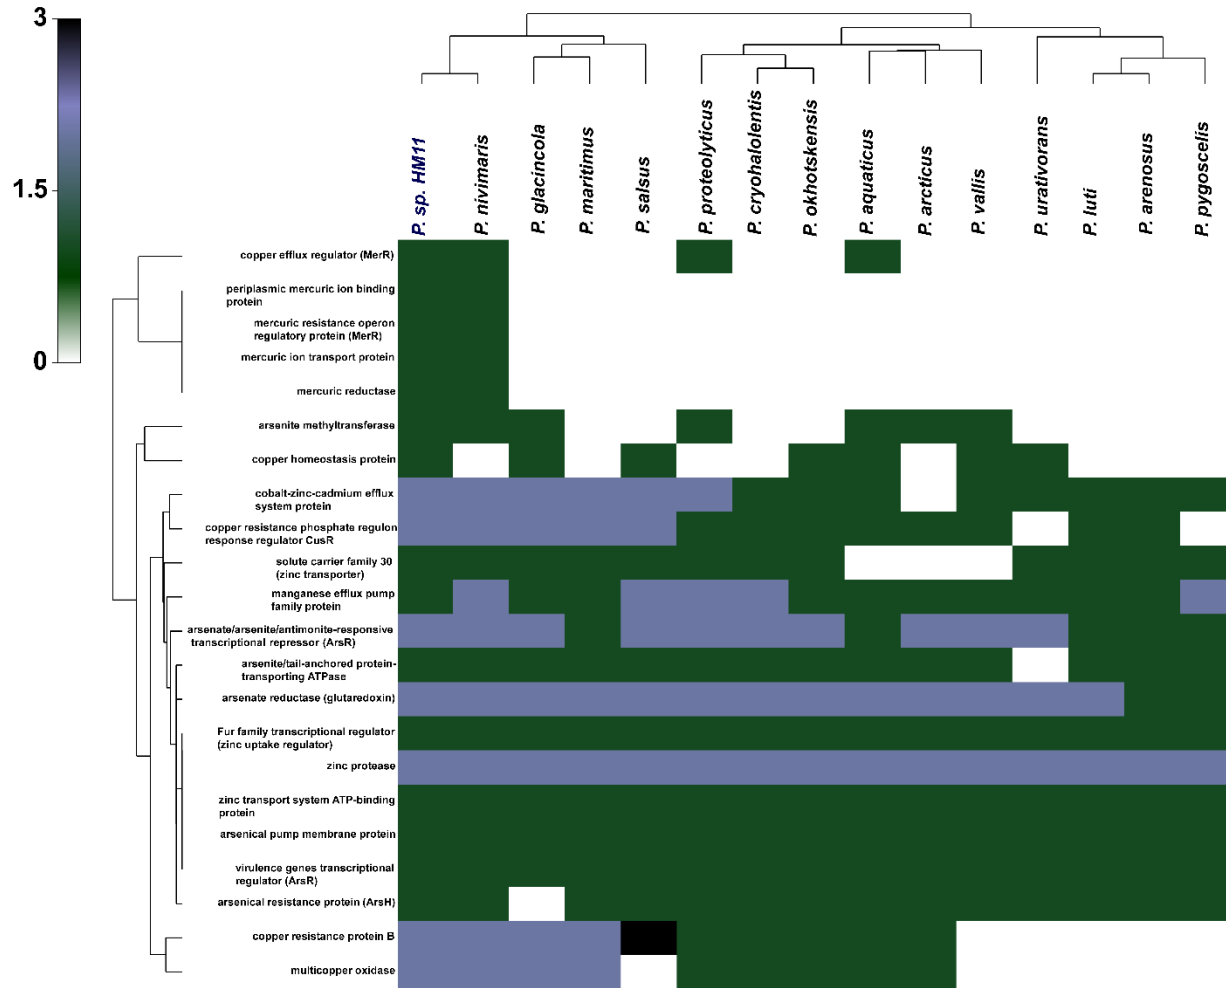 3
1.5
0
P. sp. HM11
P. nivimaris
P. glacincola
P. maritimus
P. salsus
P. proteolyticus
P. cryohalolentis
P. okhotskensis
P. aquaticus
P. arcticus
P. vallis
P. urativorans
P. luti
P. arenosus
P. pygoscelis
copper efflux regulator (MerR)
periplasmic mercuric ion binding
protein
mercuric resistance operon
regulatory protein (MerR)
mercuric ion transport protein
mercuric reductase
arsenite methyltransferase
copper homeostasis protein
cobalt-zinc-cadmium efflux
system protein
copper resistance phosphate regulon
response regulator CusR
solute carrier family 30
(zinc transporter)
manganese efflux pump
family protein
arsenate/arsenite/antimonite-responsive
transcriptional repressor (ArsR)
arsenite/tail-anchored protein-
transporting ATPase
arsenate reductase (glutaredoxin)
Fur family transcriptional regulator
(zinc uptake regulator)
zinc protease
zinc transport system ATP-binding
protein
arsenical pump membrane protein
virulence genes transcriptional
regulator (ArsR)
arsenical resistance protein (ArsH)
copper resistance protein B
multicopper oxidase